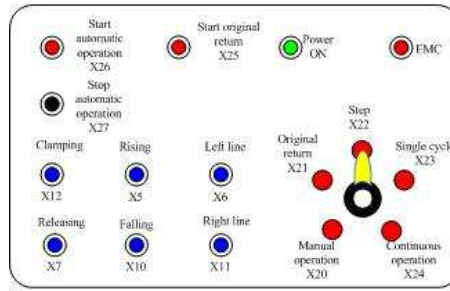 Start
automatic
operation
X26
Start original
return
X25
Power
ON
EMC
Stop
automatic
operation
X27
Step
X22
Original
return
X21
Single cycle
X23
Clamping
X12
Rising
X5
Left line
X6
Releasing
X7
Falling
X10
Right line
X11
Manual
operation
X20
Continuous
operation
X24